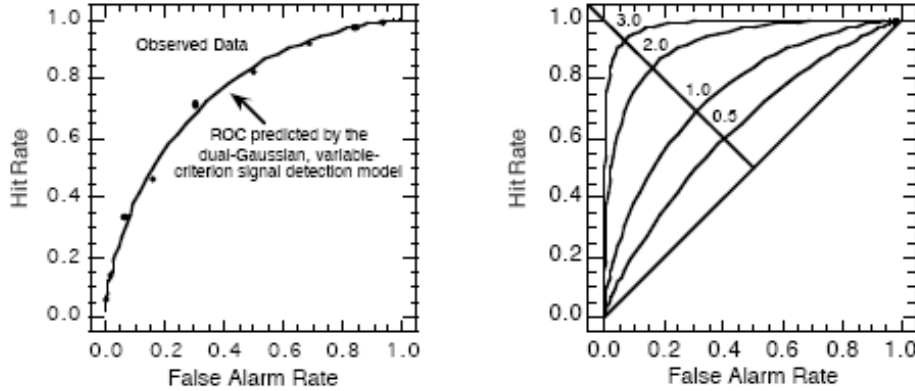 1.0
0.8
0.6
0.4
0.2
0.0
Hit Rate
Observed Data
ROC predicted by the
dual-Gaussian, variable-
criterion signal detection model
0.0 0.2 0.4 0.6 0.8 1.0
False Alarm Rate
1.0
0.8
0.6
0.4
0.2
0.0
Hit Rate
3.0
2.0
1.0
0.5
0.0 0.2 0.4 0.6 0.8 1.0
False Alarm Rate